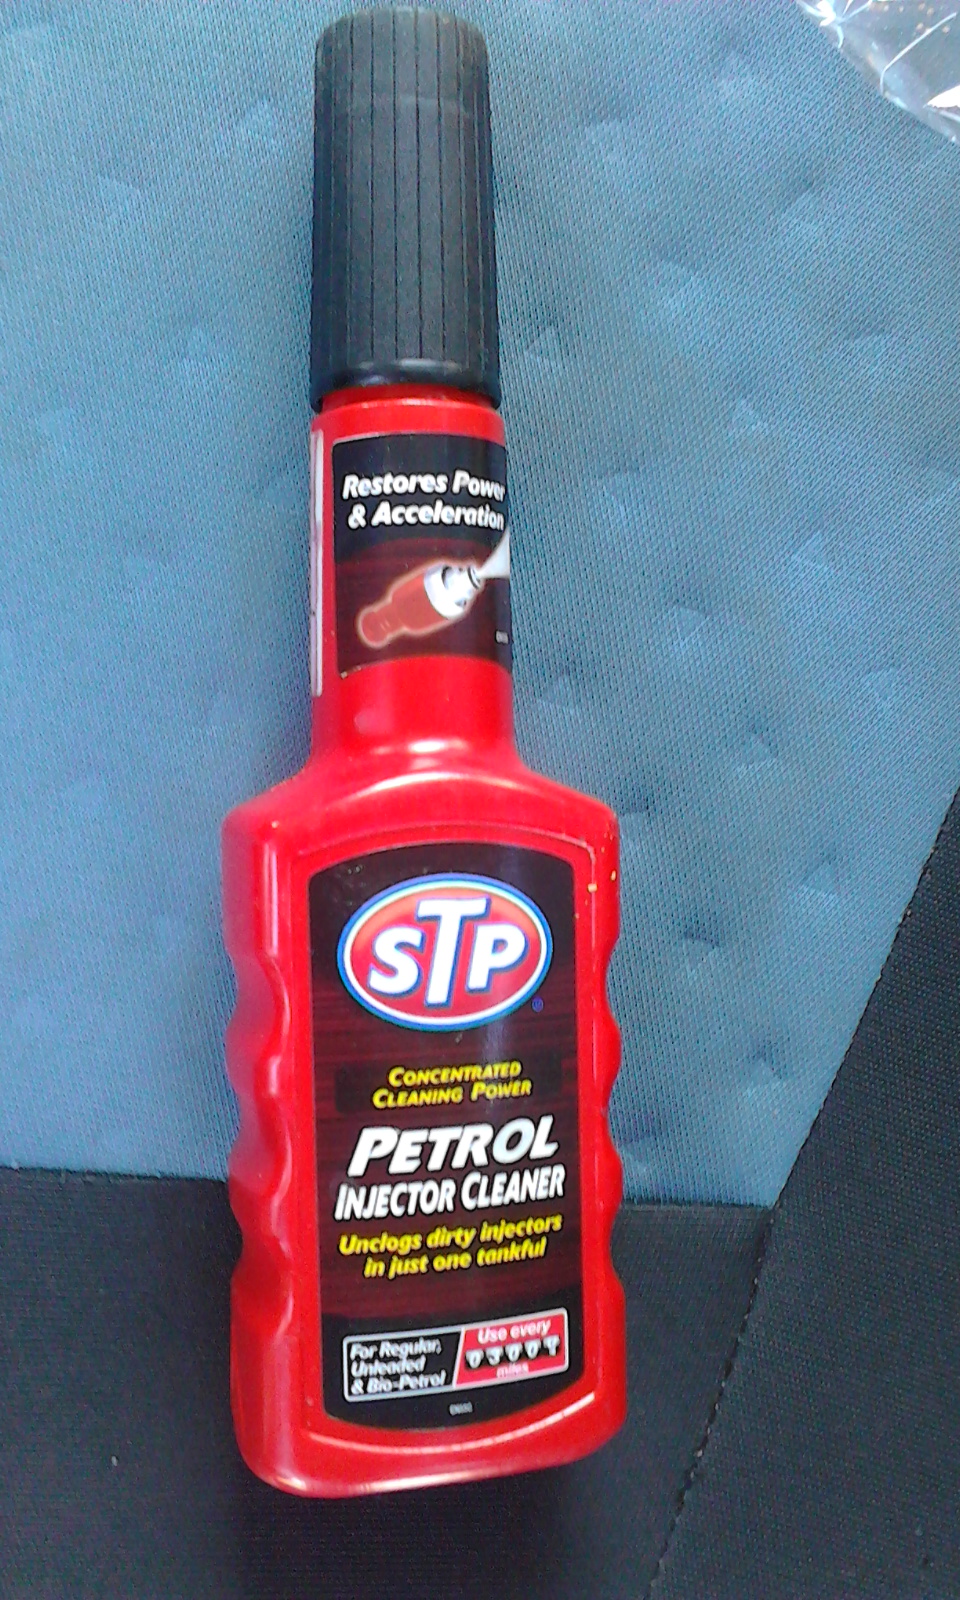 Restores Power
& Acceleration
STP
CONCENTRATED
CLEANING POWER
PETROL
INJECTOR CLEANER
Unclogs dirty injectors
in just one tankful
For Regular,
Unleaded
& Bio-Petrol
Use every
miles